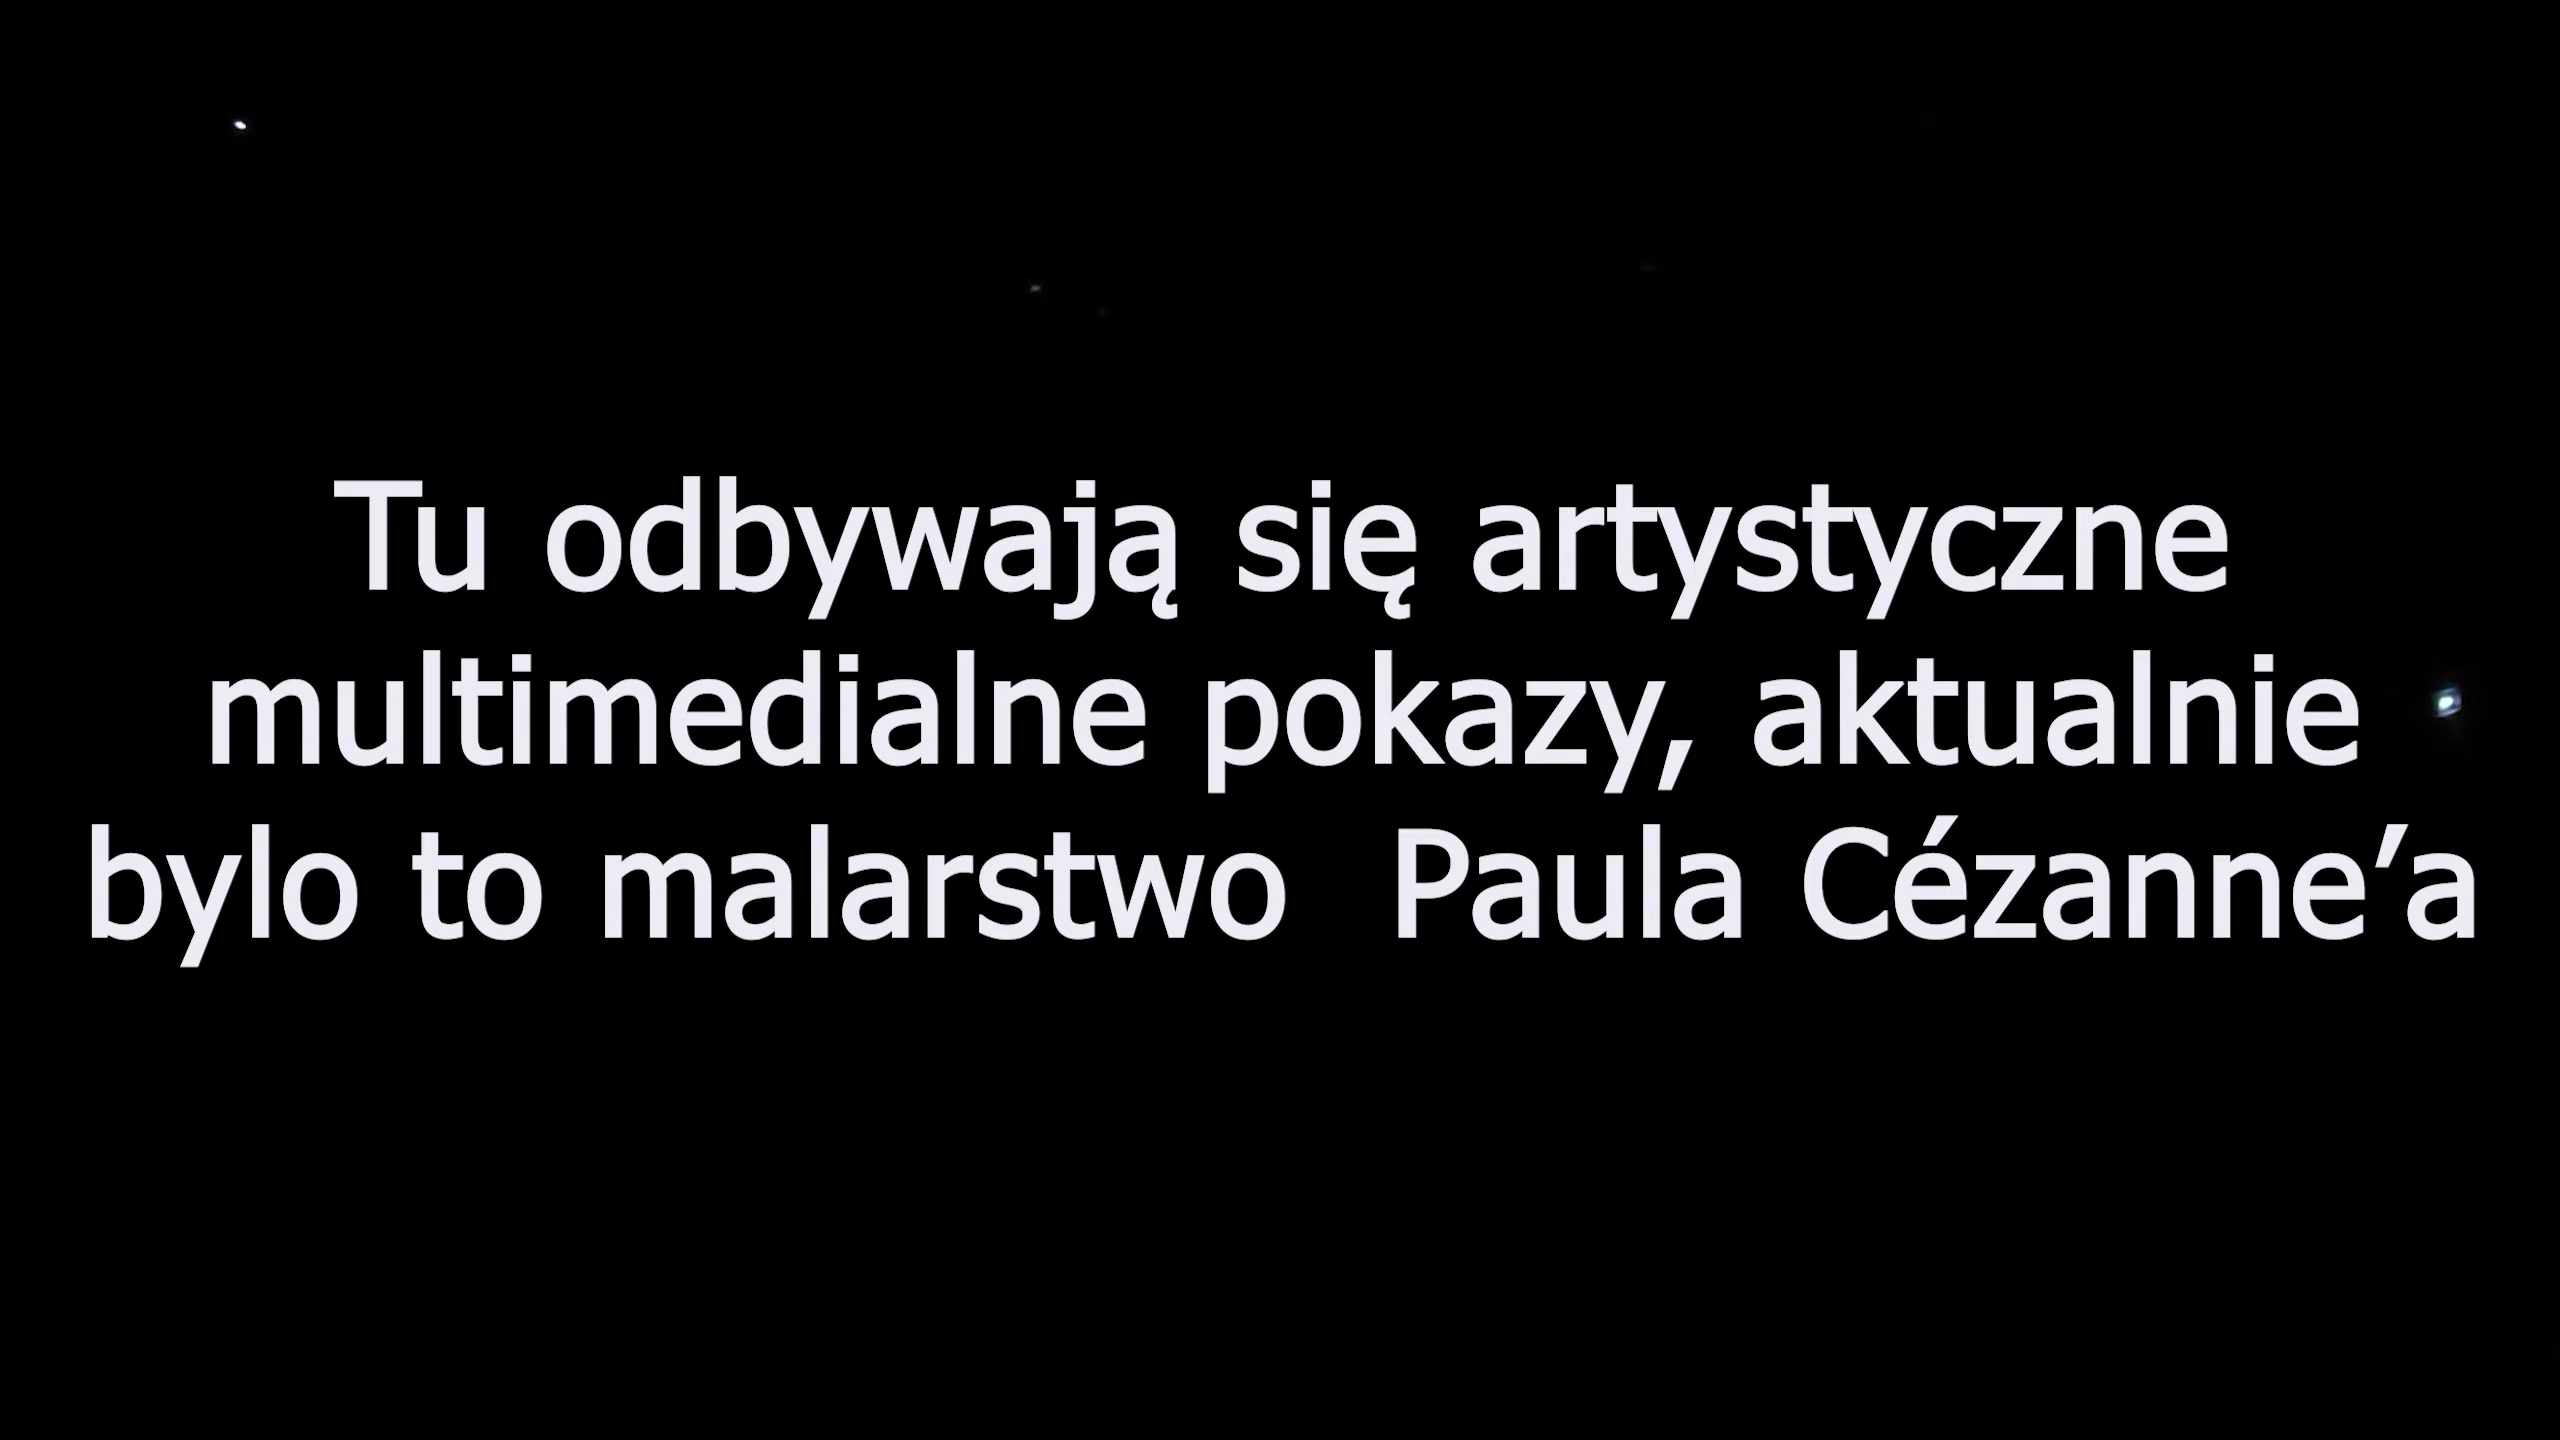 Tu odbywają się artystyczne
multimedialne pokazy, aktualnie
bylo to malarstwo  Paula Cézanne’a